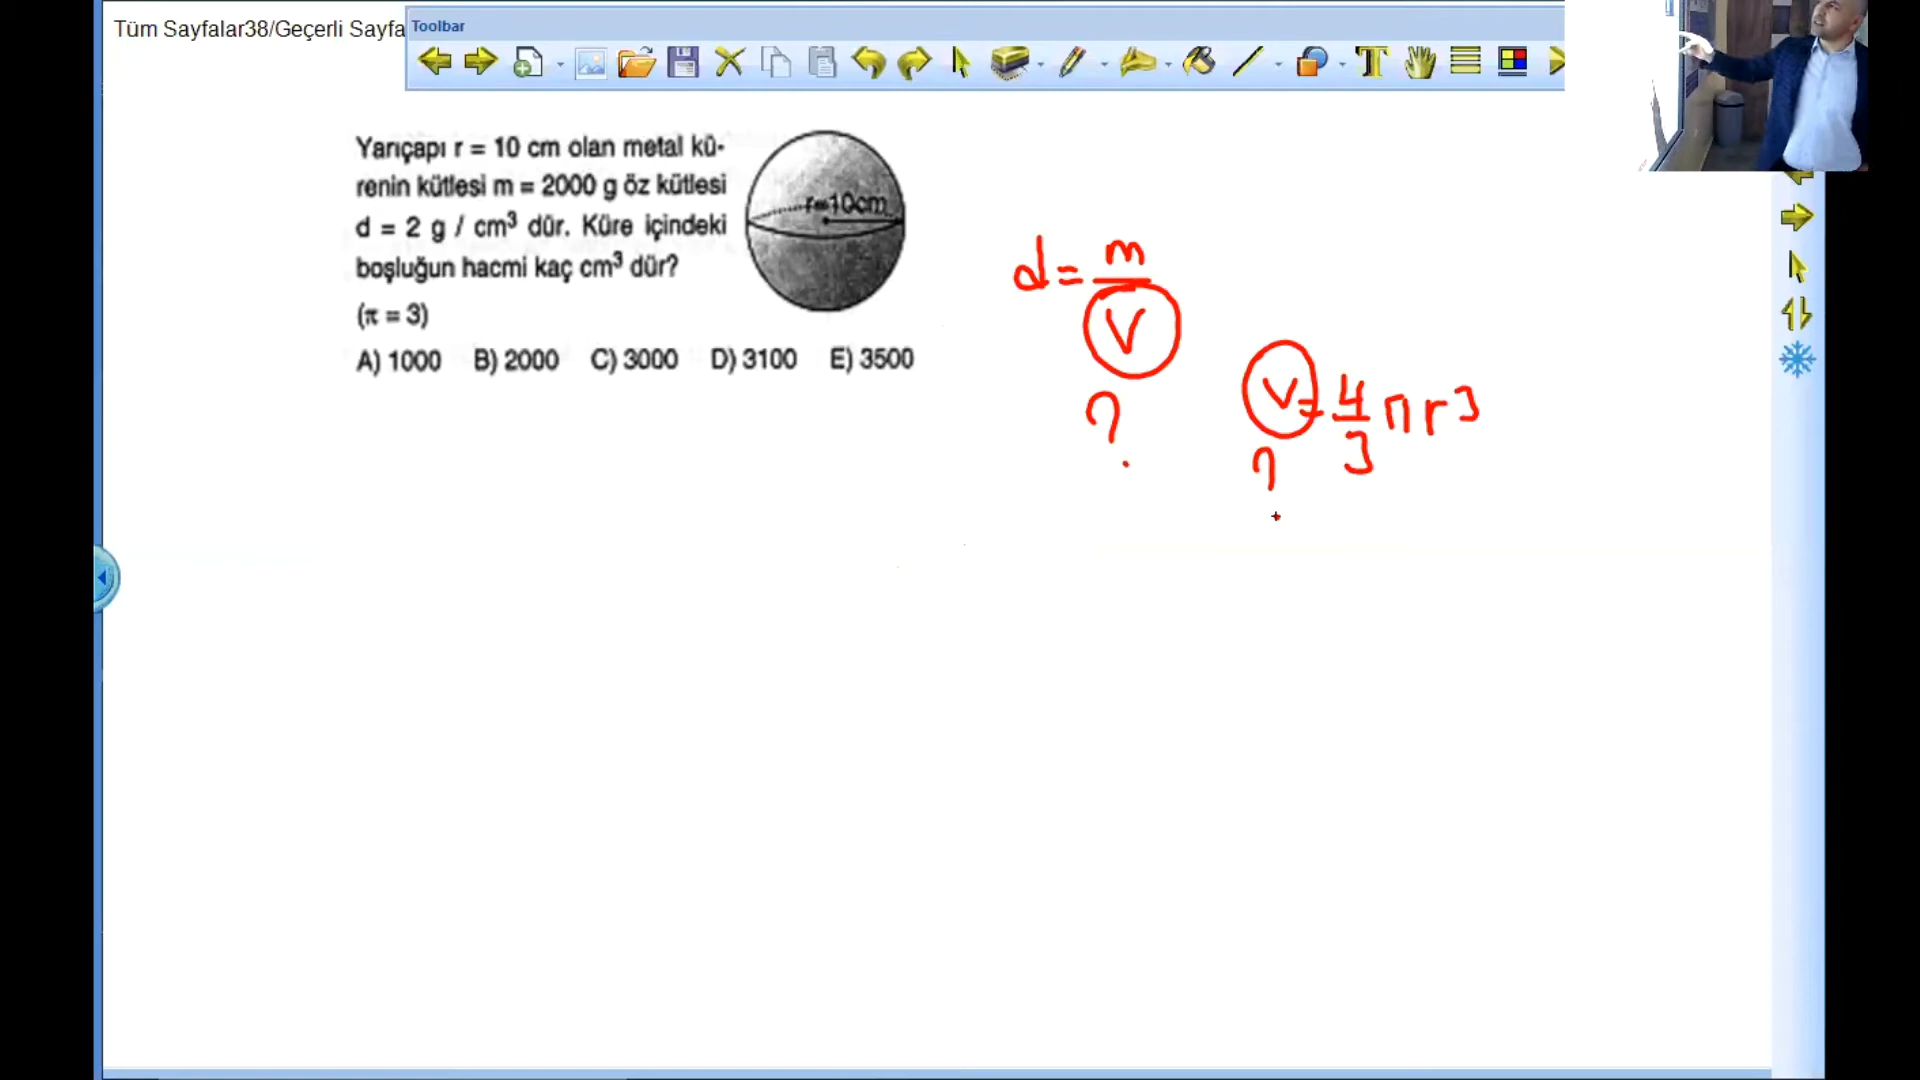 Tüm Sayfalar38/Geçerli Sayfa
Toolbar
Yarıçapı r = 10 cm olan metal kü-
renin kütlesi m = 2000 g öz kütlesi
d = 2 g / cm³ dür. Küre içindeki
boşluğun hacmi kaç cm³ dür?
(π = 3)
A) 1000 B) 2000 C) 3000 D) 3100 E) 3500
r=10cm
d = m/V
?
V = 4/3 π r 3
?